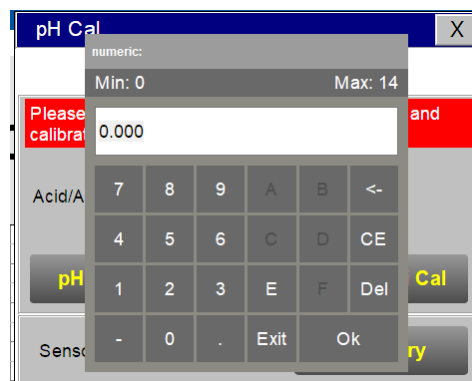 pH Cal X
numeric:
Min: 0 Max: 14
Please and
calibra
0.000
Acid/A
7 8 9 A B <-
4 5 6 C D CE
pH Cal
1 2 3 E F Del
- 0 . Exit Ok
Senso ry